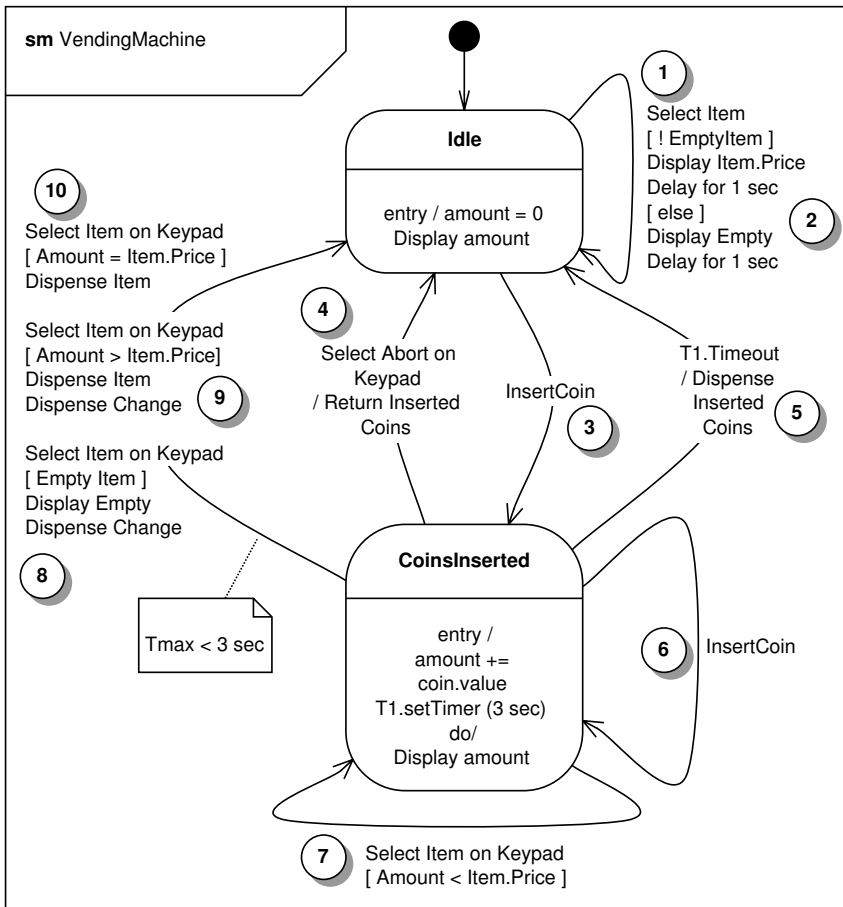 sm VendingMachine
1
Select Item
[ ! EmptyItem ]
Display Item.Price
Delay for 1 sec
[ else ]
Display Empty
Delay for 1 sec
2
Idle
entry / amount = 0
Display amount
10
Select Item on Keypad
[ Amount = Item.Price ]
Dispense Item
Select Item on Keypad
[ Amount > Item.Price]
Dispense Item
Dispense Change
9
Select Item on Keypad
[ Empty Item ]
Display Empty
Dispense Change
8
4
Select Abort on
Keypad
/ Return Inserted
Coins
InsertCoin
3
T1.Timeout
/ Dispense
Inserted
Coins
5
Tmax < 3 sec
CoinsInserted
entry /
amount +=
coin.value
T1.setTimer (3 sec)
do/
Display amount
6
InsertCoin
7
Select Item on Keypad
[ Amount < Item.Price ]